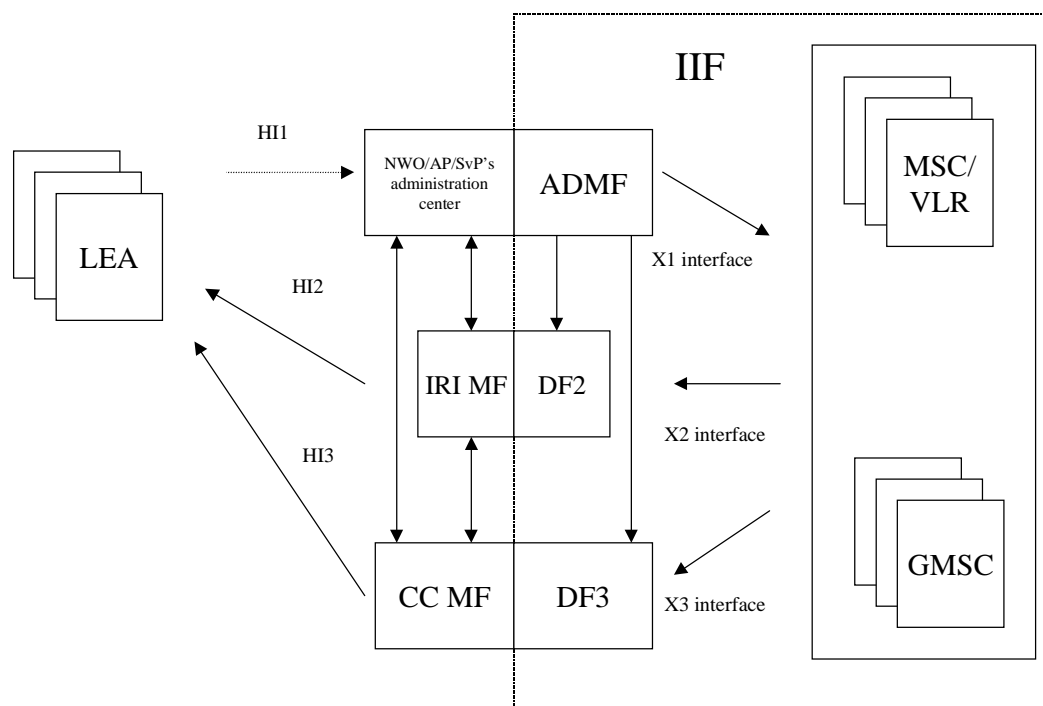 IIF
HI1
NWO/AP/SvP's
administration
center
ADMF
MSC/
VLR
LEA
X1 interface
HI2
IRI MF
DF2
X2 interface
HI3
GMSC
CC MF
DF3
X3 interface